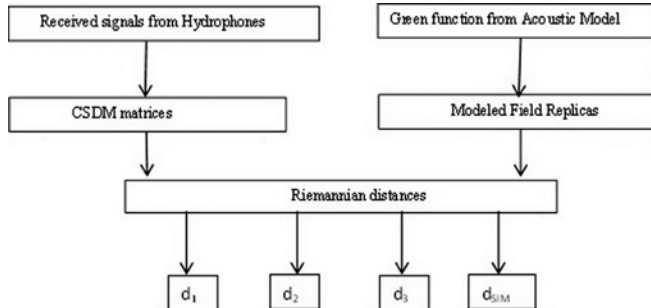 Received signals from Hydrophones
Green function from Acoustic Model
CSDM matrices
Modeled Field Replicas
Riemannian distances
d₁
d₂
d₃
dSIM